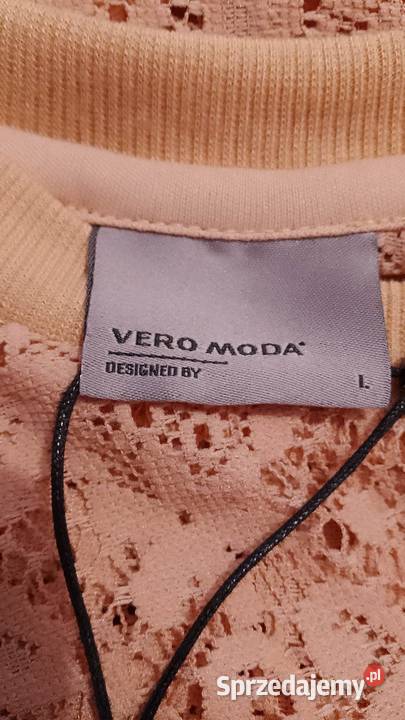 VERO MODA
DESIGNED BY
L
Sprzedajemy.pl